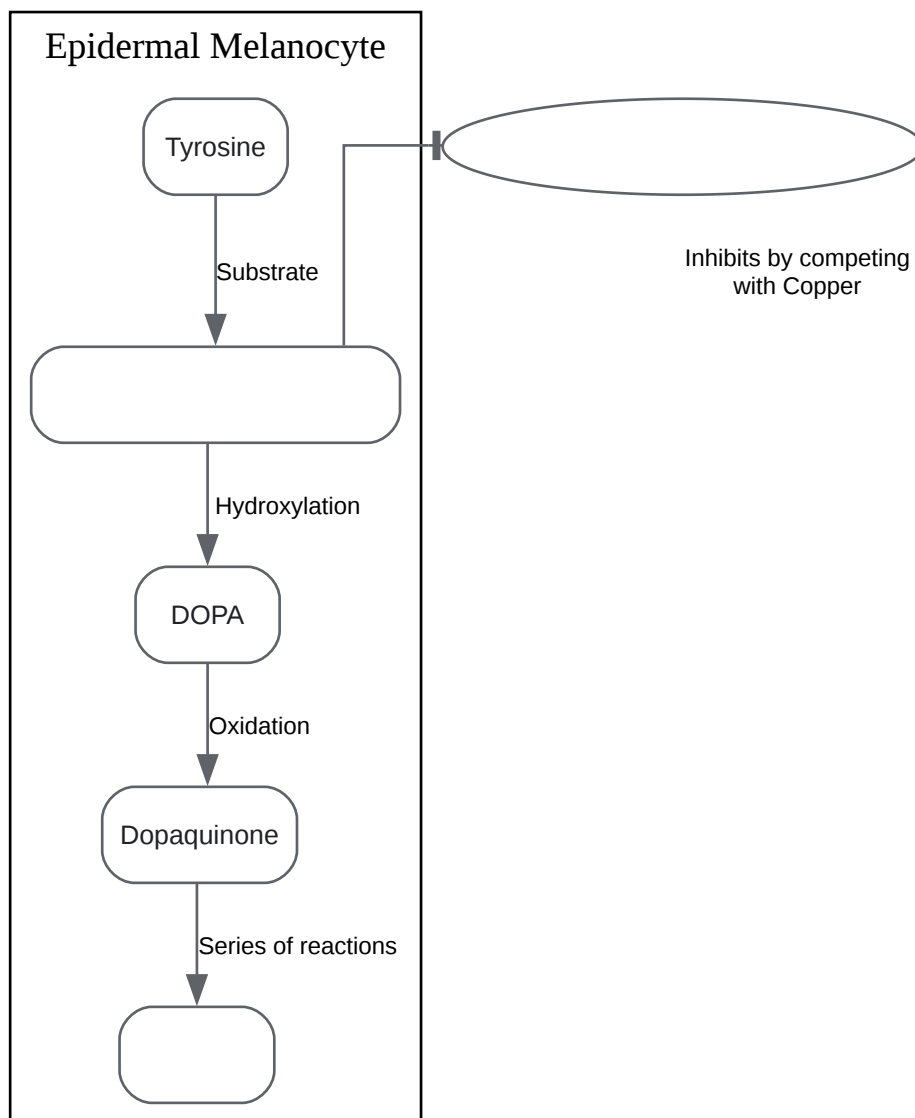 Epidermal Melanocyte
Tyrosine
Substrate
Inhibits by competing
with Copper
Hydroxylation
DOPA
Oxidation
Dopaquinone
Series of reactions